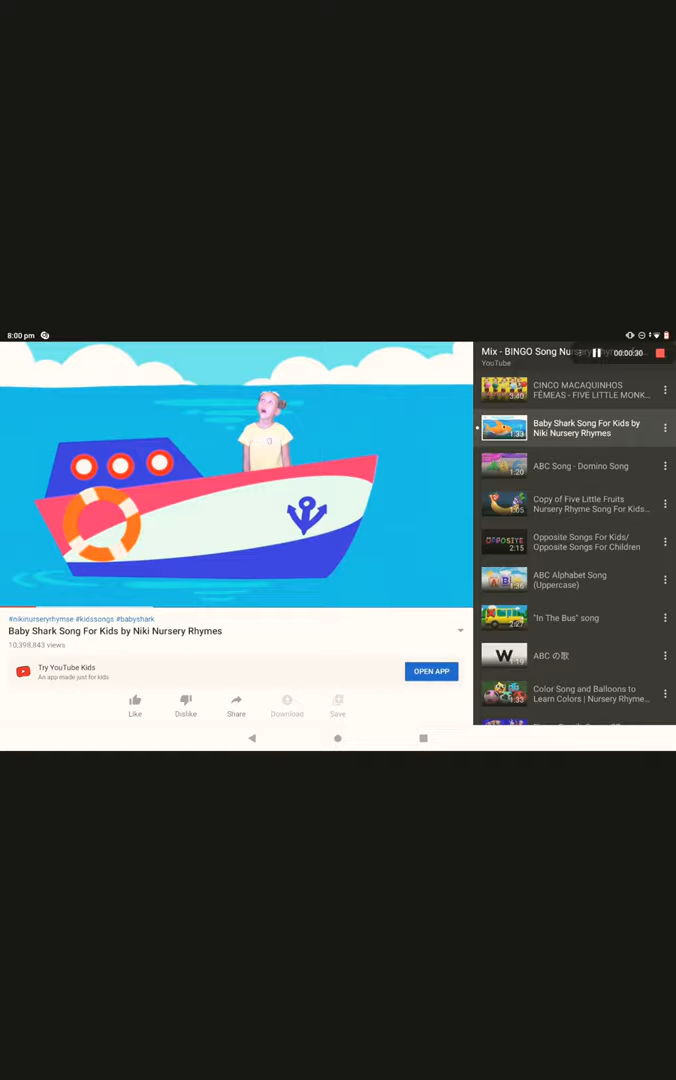 8:00 pm
#nikinurseryrhymse #kidssongs #babyshark
Baby Shark Song For Kids by Niki Nursery Rhymes
10,398,843 views
Try YouTube Kids
An app made just for kids
OPEN APP
Like
Dislike
Share
Download
Save
Mix - BINGO Song
YouTube
00:00:30
3:40
CINCO MACAQUINHOS
FÊMEAS - FIVE LITTLE MONK...
1:33
Baby Shark Song For Kids by
Niki Nursery Rhymes
1:20
ABC Song - Domino Song
1:05
Copy of Five Little Fruits
Nursery Rhyme Song For Kids...
OPPOSITE
2:15
Opposite Songs For Kids/
Opposite Songs For Children
ABC Alphabet Song
(Uppercase)
2:27
"In The Bus" song
W
ABC の歌
1:33
Color Song and Balloons to
Learn Colors | Nursery Rhyme...